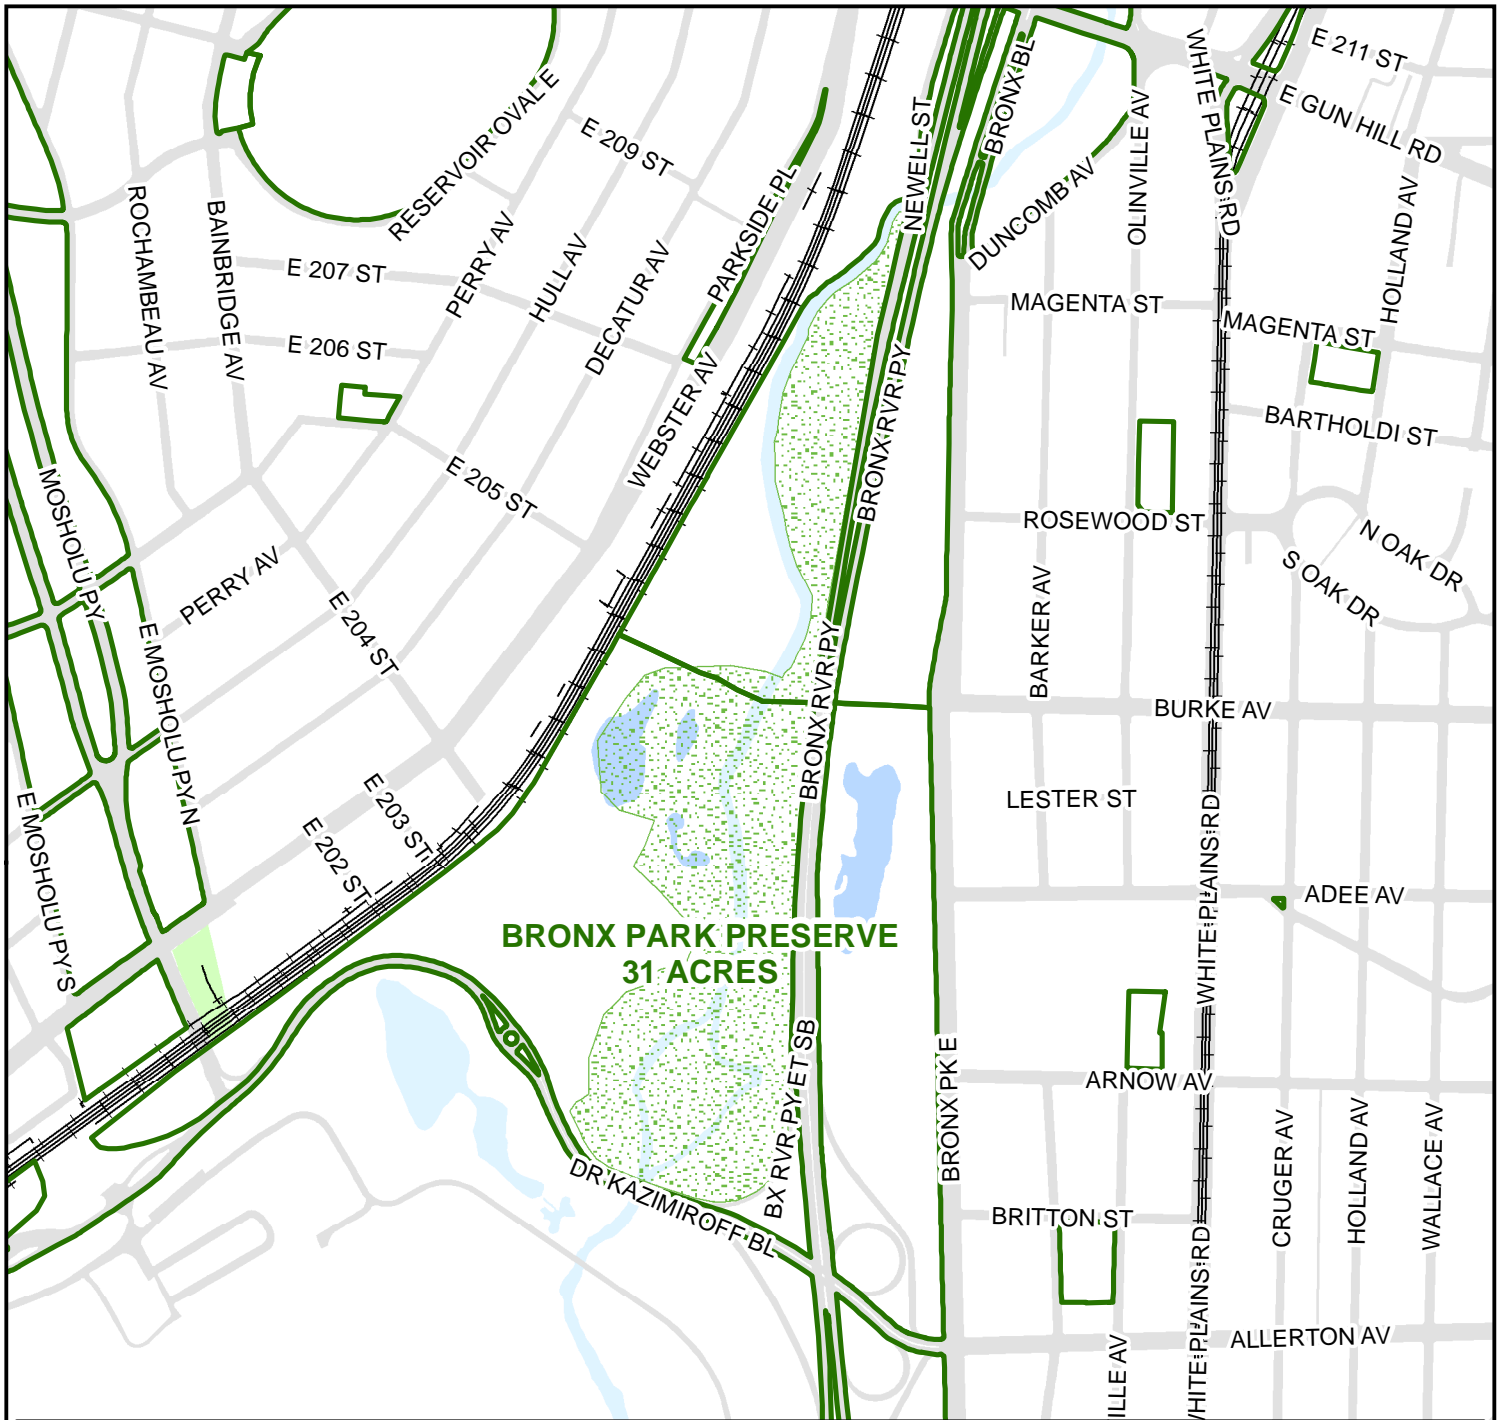 E 211 ST
E GUN HILL RD
WHITE PLAINS RD
BRONX BL
NEWELL ST
OLINVILLE AV
DUNCOMB AV
HOLLAND AV
RESERVOIR OVAL E
E 209 ST
PARKSIDE PL
ROCHAMBEAU AV
BAINBRIDGE AV
PERRY AV
HULL AV
DECATUR AV
E 207 ST
E 206 ST
MAGENTA ST
MAGENTA ST
WEBSTER AV
BRONX RVR PY
BARTHOLDI ST
E 205 ST
MOSHOLU PY
ROSEWOOD ST
N OAK DR
S OAK DR
PERRY AV
E 204 ST
BARKER AV
E MOSHOLU PY N
BRONX RVR PY
BURKE AV
E MOSHOLU PY S
E 203 ST
E 202 ST
LESTER ST
WHITE PLAINS RD
ADEE AV
BRONX PARK PRESERVE
31 ACRES
BX RVR PY ET SB
BRONX PK E
ARNOW AV
CRUGER AV
HOLLAND AV
WALLACE AV
DR KAZIMIROFF BL
BRITTON ST
WHITE PLAINS RD
ALLERTON AV
ILLE AV